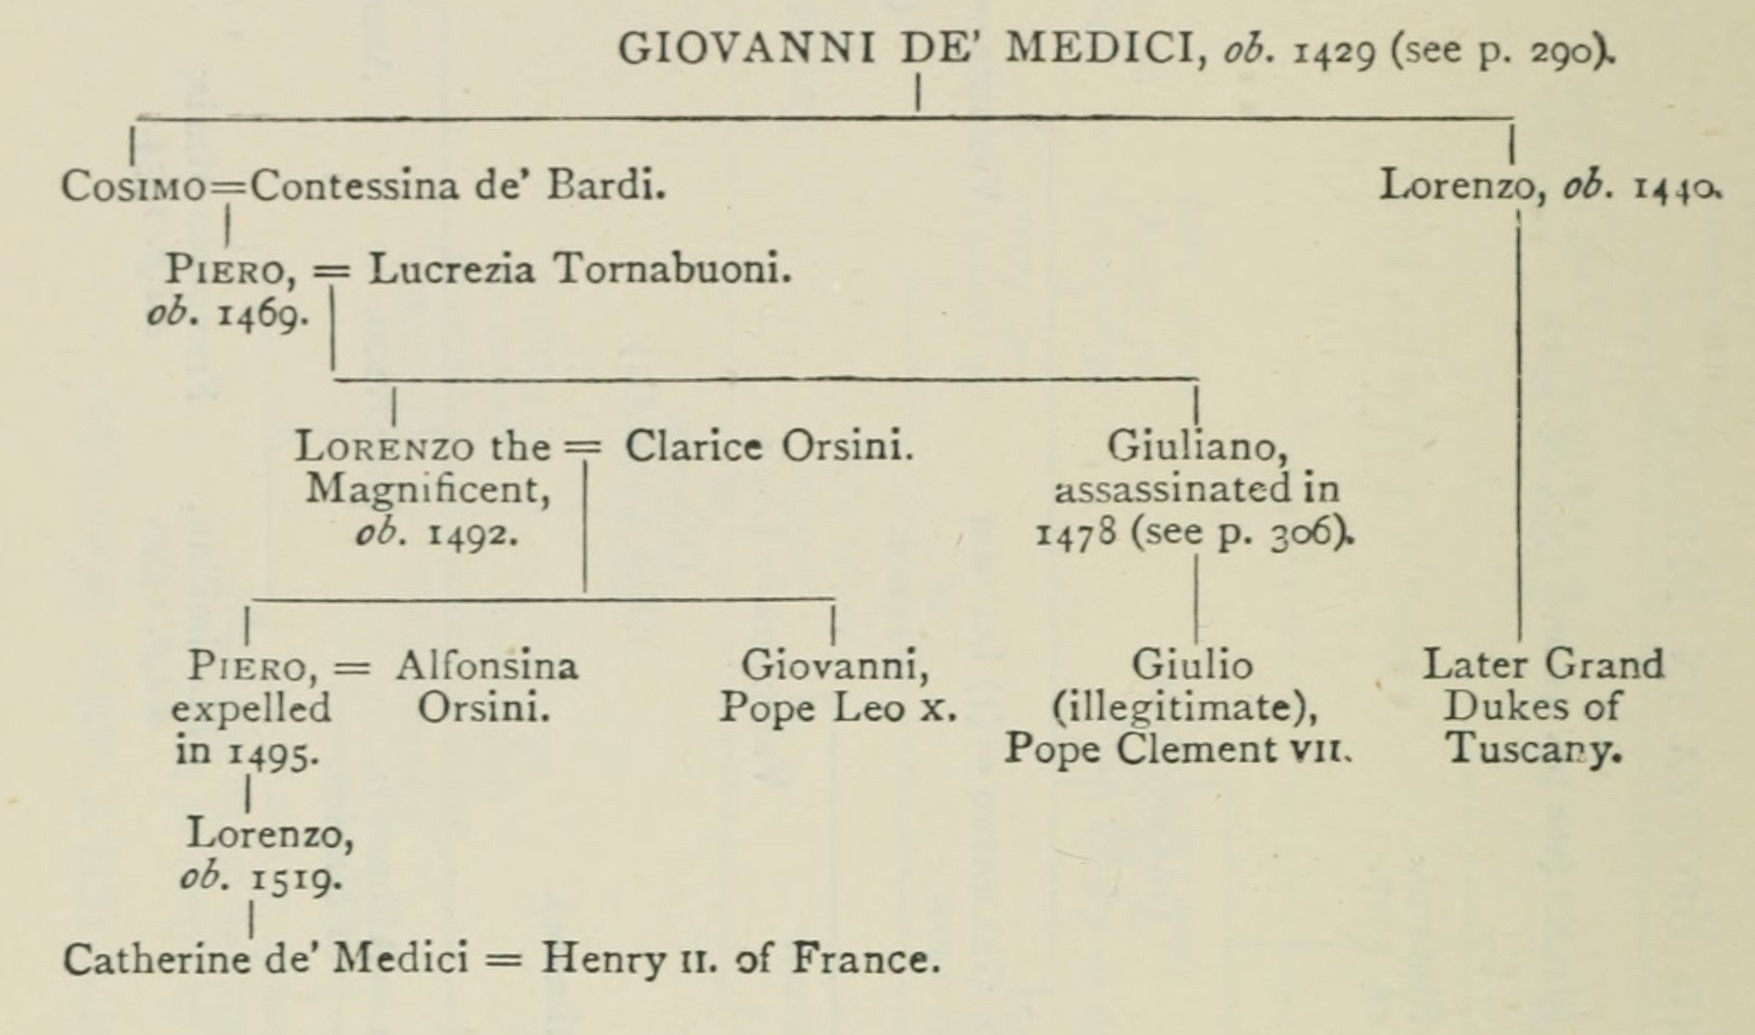 GIOVANNI DE' MEDICI, ob. 1429 (see p. 290).
COSIMO=Contessina de' Bardi.
Lorenzo, ob. 1440.
PIERO, = Lucrezia Tornabuoni.
ob. 1469.
LORENZO the = Clarice Orsini.
Magnificent,
ob. 1492.
Giuliano,
assassinated in
1478 (see p. 306).
PIERO, = Alfonsina
expelled Orsini.
in 1495.
Giovanni,
Pope Leo X.
Giulio
(illegitimate),
Pope Clement VII.
Later Grand
Dukes of
Tuscany.
Lorenzo,
ob. 1519.
Catherine de' Medici = Henry II. of France.